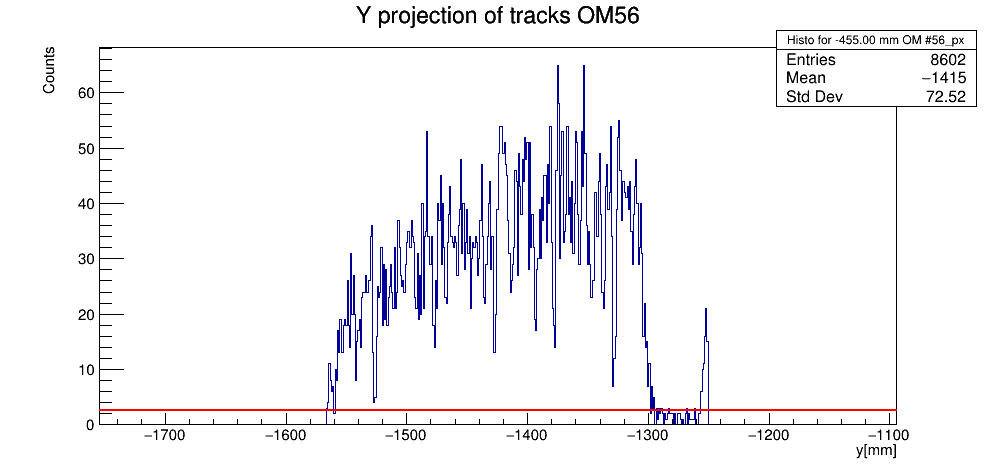 Y projection of tracks OM56
Histo for -455.00 mm OM #56_px
Entries 8602
Mean −1415
Std Dev 72.52
Counts
60
50
40
30
20
10
0
−1700 −1600 −1500 −1400 −1300 −1200 −1100
y[mm]